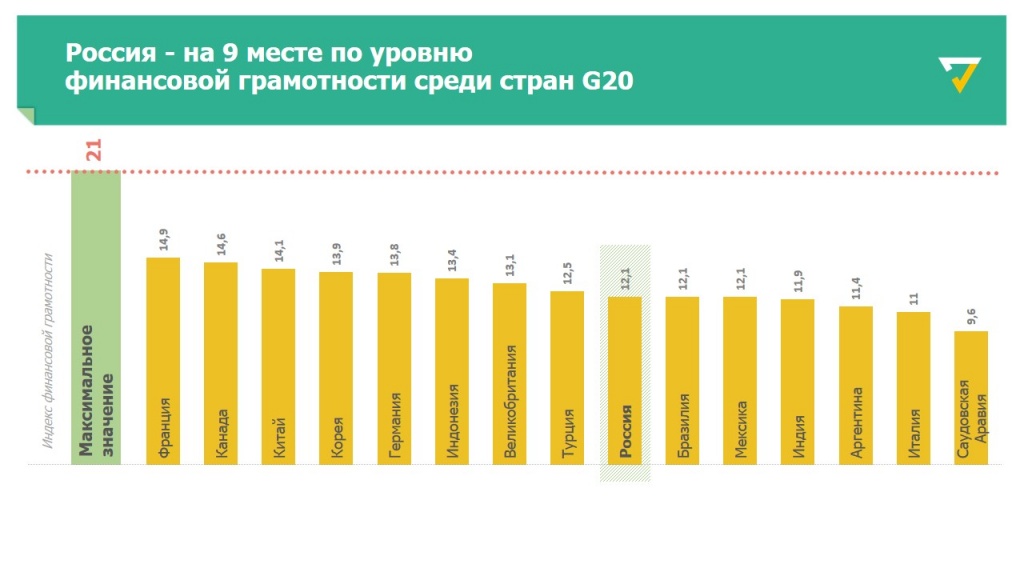 Россия - на 9 месте по уровню
финансовой грамотности среди стран G20
21
Индекс финансовой грамотности
Максимальное
значение
14,9
14,6
14,1
13,9
13,8
13,4
13,1
12,5
12,1
12,1
12,1
11,9
11,4
11
9,6
Франция
Канада
Китай
Корея
Германия
Индонезия
Великобритания
Турция
Россия
Бразилия
Мексика
Индия
Аргентина
Италия
Саудовская
Аравия